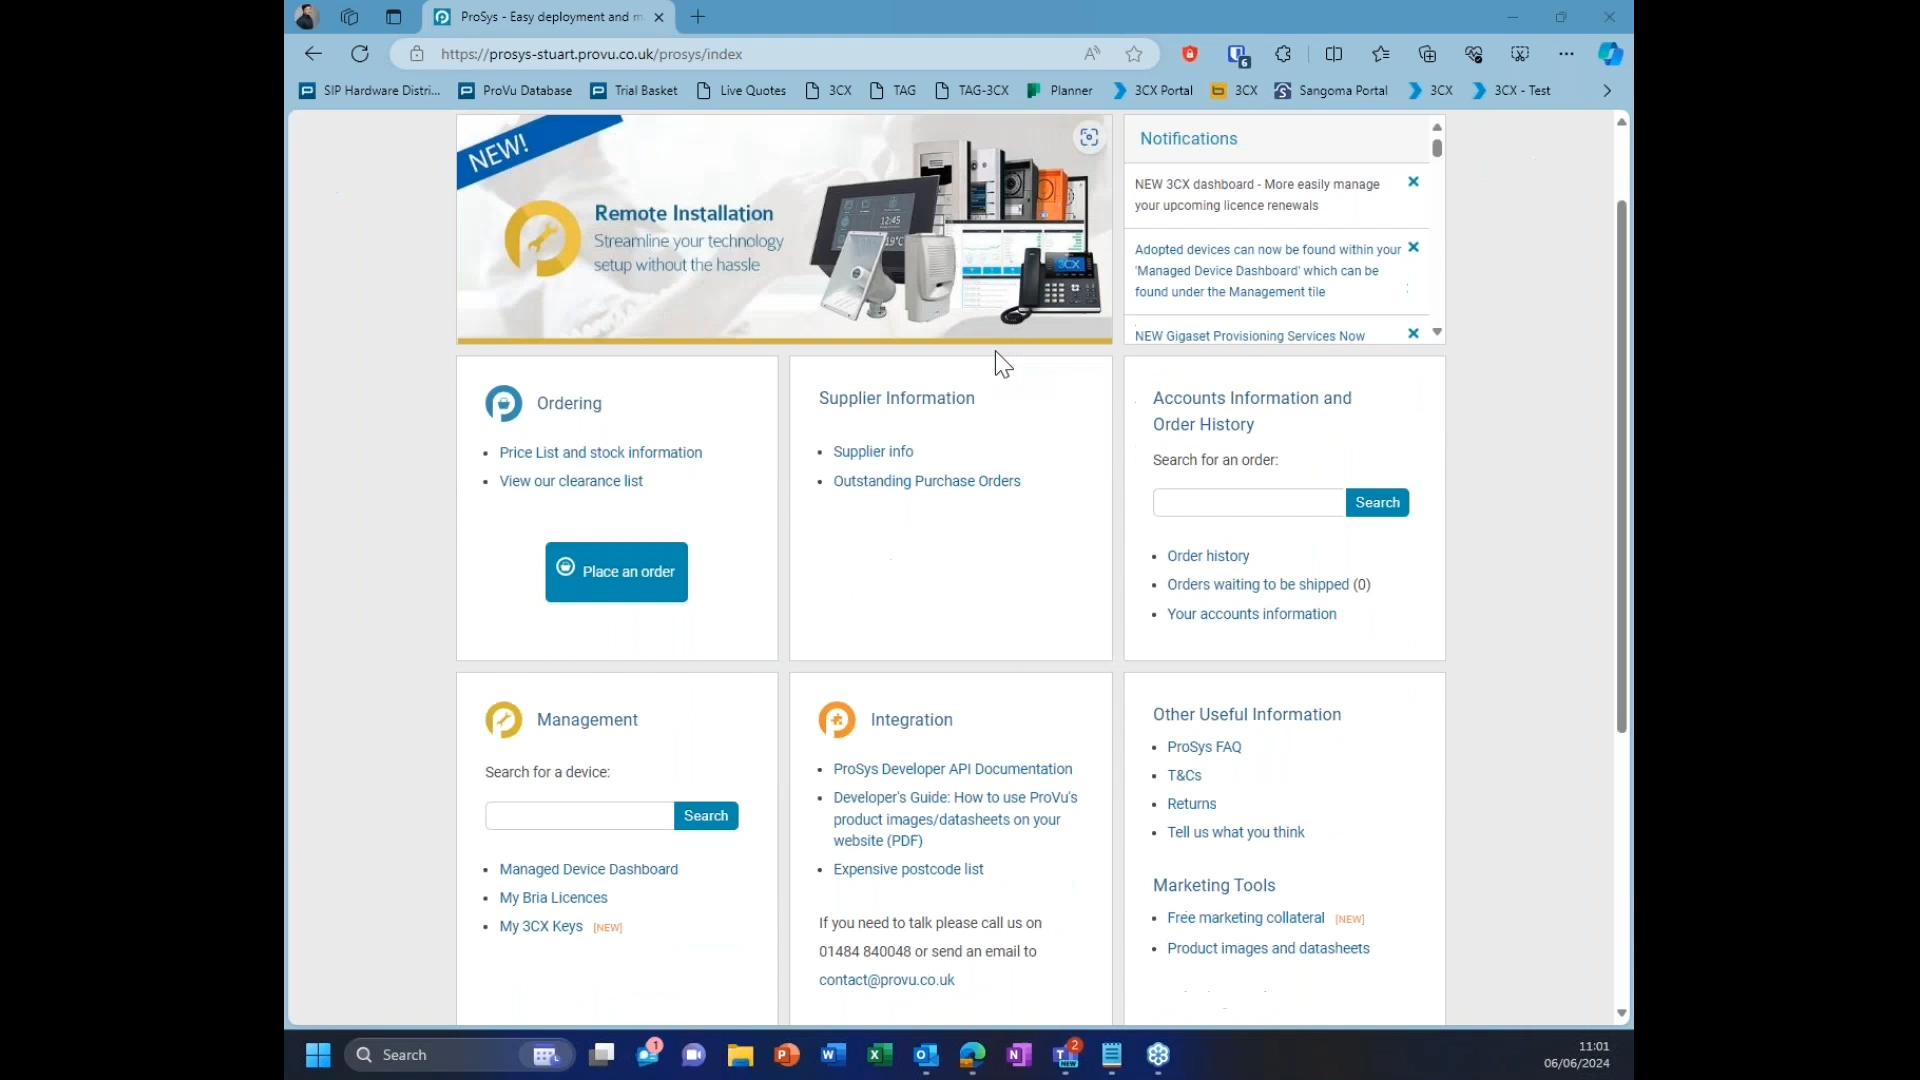 ProSys - Easy deployment and m
https://prosys-stuart.provu.co.uk/prosys/index
6
SIP Hardware Distri...
ProVu Database
Trial Basket
Live Quotes
3CX
TAG
TAG-3CX
Planner
3CX Portal
3CX
Sangoma Portal
3CX
3CX - Test
NEW!
Remote Installation
Streamline your technology
setup without the hassle
12:45
19°C
3CX
Notifications
NEW 3CX dashboard - More easily manage
your upcoming licence renewals
Adopted devices can now be found within your
'Managed Device Dashboard' which can be
found under the Management tile
NEW Gigaset Provisioning Services Now
Ordering
Price List and stock information
View our clearance list
Place an order
Supplier Information
Supplier info
Outstanding Purchase Orders
Accounts Information and
Order History
Search for an order:
Search
Order history
Orders waiting to be shipped (0)
Your accounts information
Management
Search for a device:
Search
Managed Device Dashboard
My Bria Licences
My 3CX Keys [NEW]
Integration
ProSys Developer API Documentation
Developer's Guide: How to use ProVu's
product images/datasheets on your
website (PDF)
Expensive postcode list
If you need to talk please call us on
01484 840048 or send an email to
contact@provu.co.uk
Other Useful Information
ProSys FAQ
T&Cs
Returns
Tell us what you think
Marketing Tools
Free marketing collateral [NEW]
Product images and datasheets
Search
1
2
11:01
06/06/2024